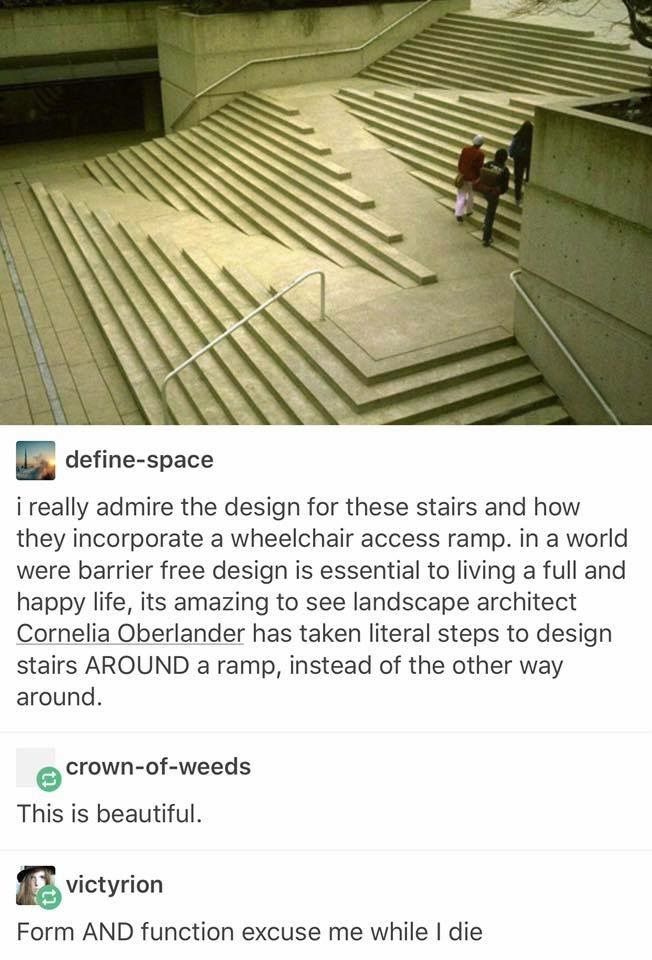 define-space
i really admire the design for these stairs and how
they incorporate a wheelchair access ramp. in a world
were barrier free design is essential to living a full and
happy life, its amazing to see landscape architect
Cornelia Oberlander has taken literal steps to design
stairs AROUND a ramp, instead of the other way
around.
crown-of-weeds
This is beautiful.
victyrion
Form AND function excuse me while I die